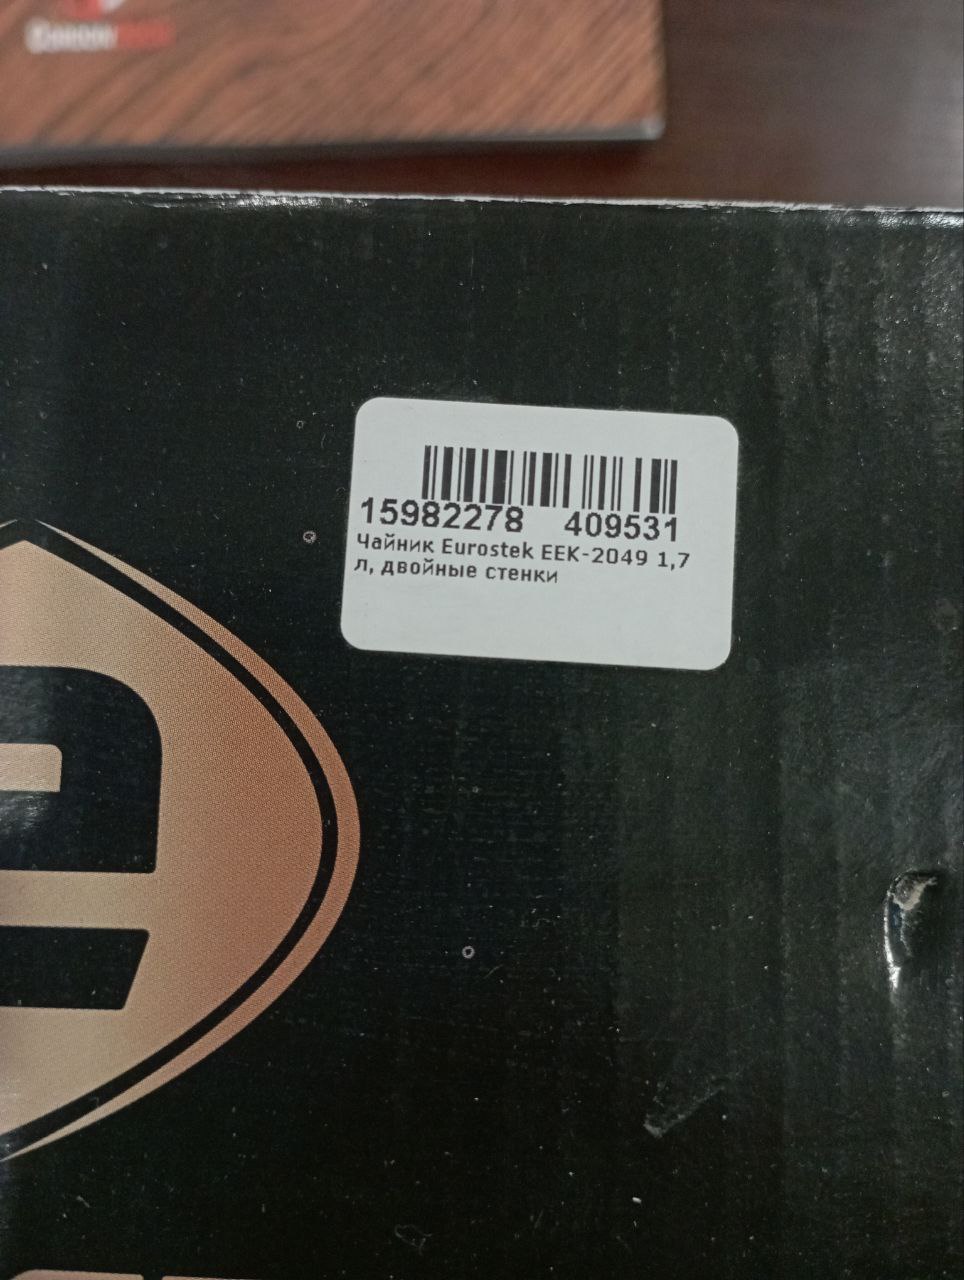 15982278 409531
Чайник Eurostek EEK-2049 1,7
л, двойные стенки
e